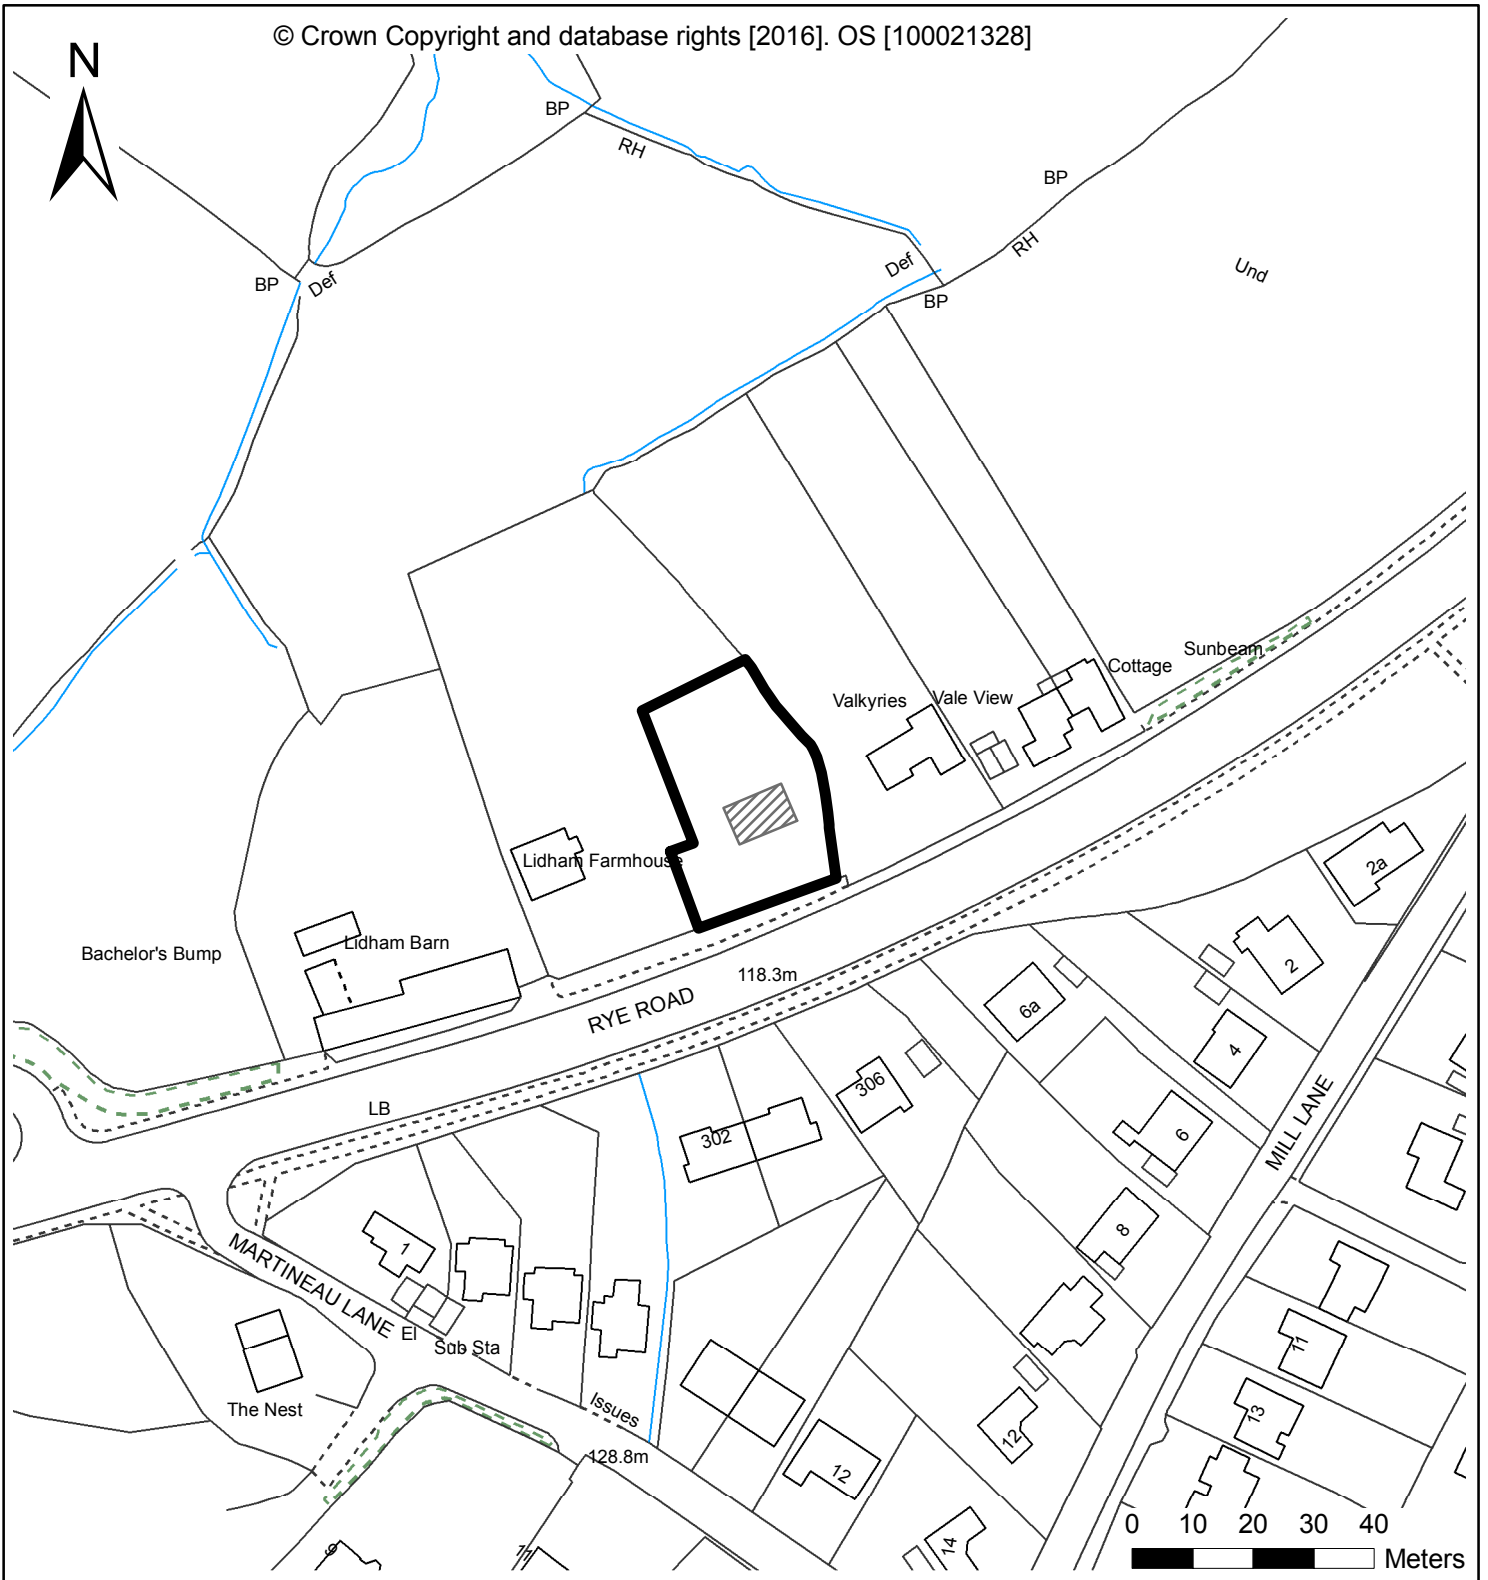 © Crown Copyright and database rights [2016]. OS [100021328]
N
BP
RH
BP
RH
Und
BP
Def
Def
BP
Sunbeam
Cottage
Valkyries
Vale View
Lidham Farmhouse
2a
Bachelor's Bump
Lidham Barn
118.3m
RYE ROAD
2
6a
4
LB
306
302
6
MILL LANE
8
1
MARTINEAU LANE
El
Sub Sta
11
The Nest
Issues
13
12
128.8m
12
14
9
11
0 10 20 30 40
Meters